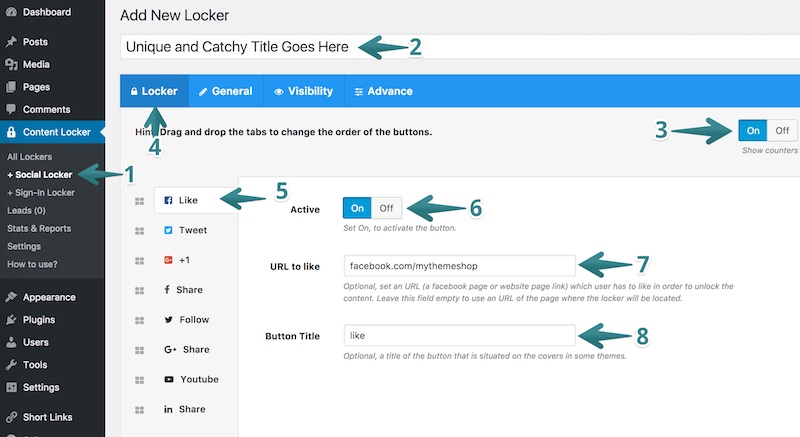 Dashboard
Posts
Media
Pages
Comments
Content Locker
All Lockers
+ Social Locker
1
+ Sign-In Locker
Leads (0)
Stats & Reports
Settings
How to use?
Appearance
Plugins
Users
Tools
Settings
Short Links
Add New Locker
Unique and Catchy Title Goes Here
2
Locker
General
Visibility
Advance
Hint: Drag and drop the tabs to change the order of the buttons.
4
3
On
Off
Show counters
Like
5
Tweet
+1
Share
Follow
Share
Youtube
Share
Active
On
Off
6
Set On, to activate the button.
URL to like
facebook.com/mythemeshop
7
Optional, set an URL (a facebook page or website page link) which user has to like in order to unlock the
content. Leave this field empty to use an URL of the page where the locker will be located.
Button Title
like
8
Optional, a title of the button that is situated on the covers in some themes.